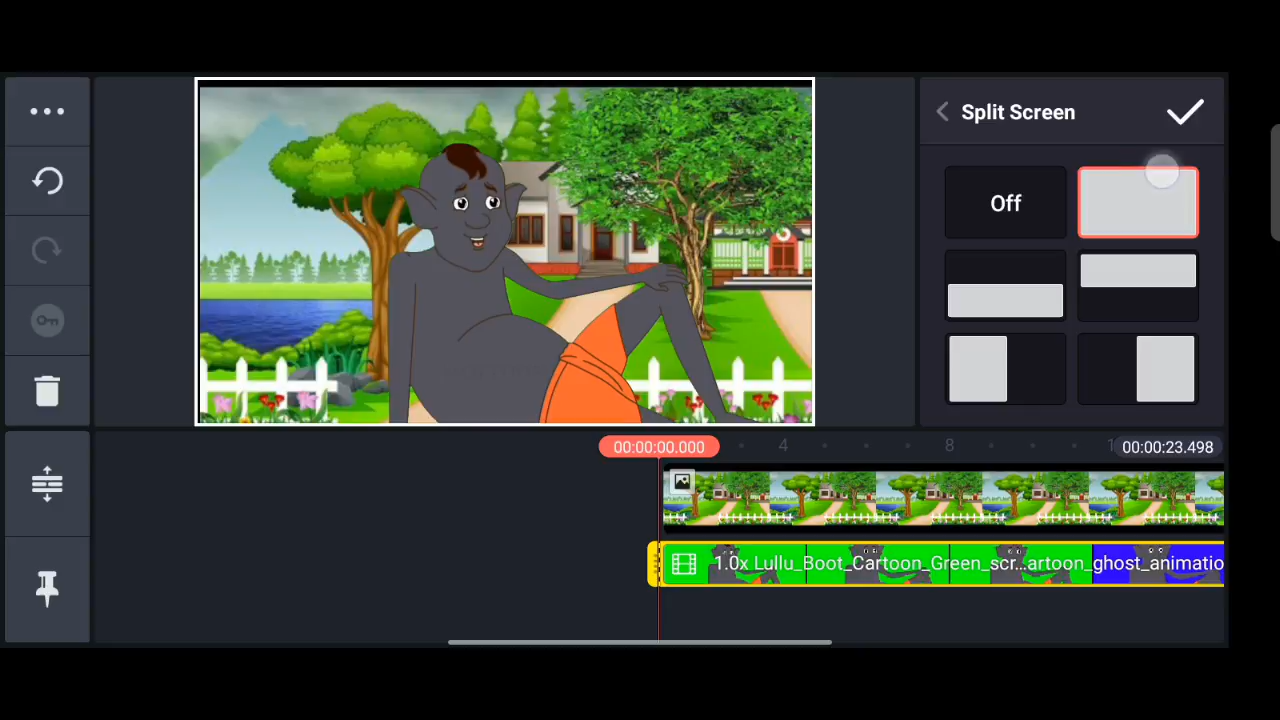 Split Screen
Off
00:00:00.000
4
8
1
00:00:23.498
1.0x Lullu_Boot_Cartoon_Green_scr...artoon_ghost_animatio